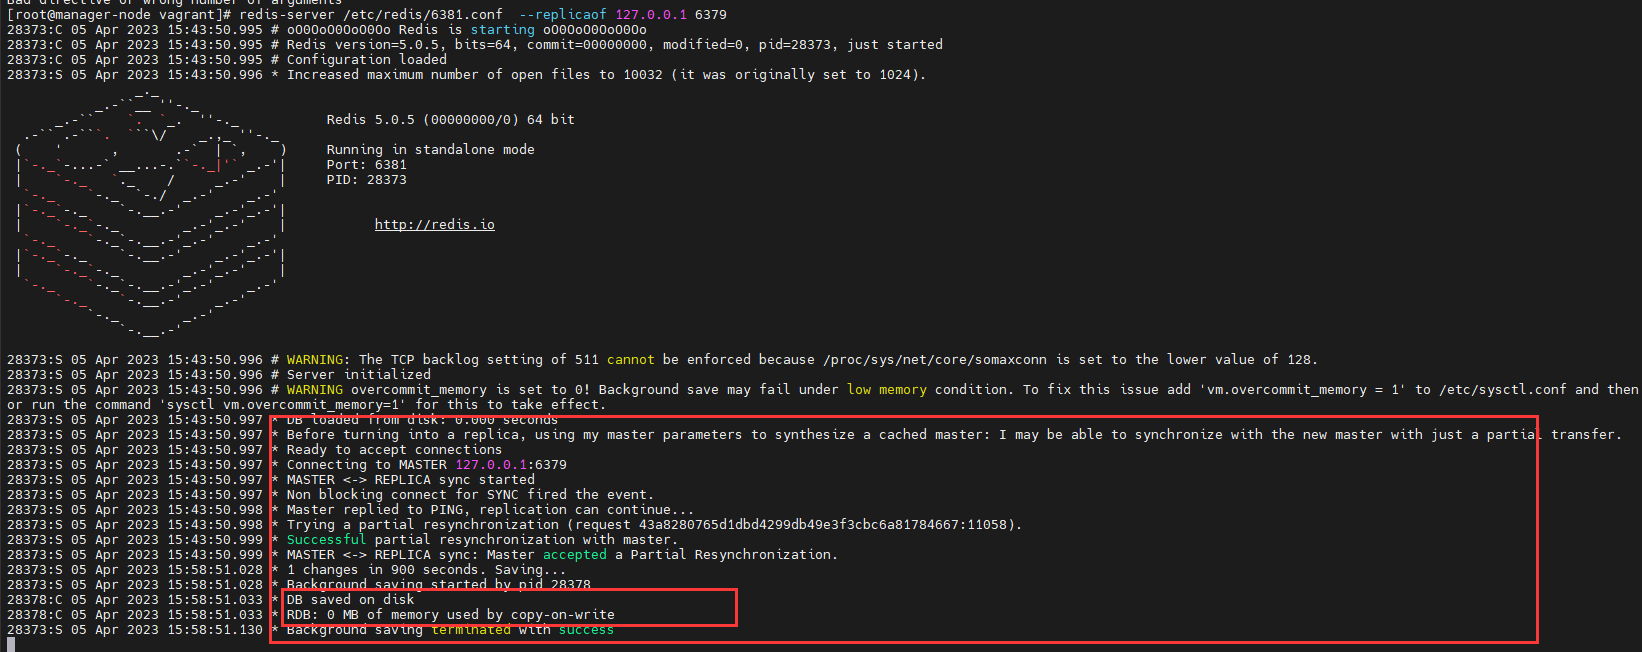 Bad directive or wrong number of arguments
[root@manager-node vagrant]# redis-server /etc/redis/6381.conf  --replicaof 127.0.0.1 6379
28373:C 05 Apr 2023 15:43:50.995 # oO0OoO0OoO0Oo Redis is starting oO0OoO0OoO0Oo
28373:C 05 Apr 2023 15:43:50.995 # Redis version=5.0.5, bits=64, commit=00000000, modified=0, pid=28373, just started
28373:C 05 Apr 2023 15:43:50.995 # Configuration loaded
28373:S 05 Apr 2023 15:43:50.996 * Increased maximum number of open files to 10032 (it was originally set to 1024).
Redis 5.0.5 (00000000/0) 64 bit
Running in standalone mode
Port: 6381
PID: 28373
http://redis.io
28373:S 05 Apr 2023 15:43:50.996 # WARNING: The TCP backlog setting of 511 cannot be enforced because /proc/sys/net/core/somaxconn is set to the lower value of 128.
28373:S 05 Apr 2023 15:43:50.996 # Server initialized
28373:S 05 Apr 2023 15:43:50.996 # WARNING overcommit_memory is set to 0! Background save may fail under low memory condition. To fix this issue add 'vm.overcommit_memory = 1' to /etc/sysctl.conf and then
or run the command 'sysctl vm.overcommit_memory=1' for this to take effect.
28373:S 05 Apr 2023 15:43:50.997 * DB loaded from disk: 0.000 seconds
28373:S 05 Apr 2023 15:43:50.997 * Before turning into a replica, using my master parameters to synthesize a cached master: I may be able to synchronize with the new master with just a partial transfer.
28373:S 05 Apr 2023 15:43:50.997 * Ready to accept connections
28373:S 05 Apr 2023 15:43:50.997 * Connecting to MASTER 127.0.0.1:6379
28373:S 05 Apr 2023 15:43:50.997 * MASTER <-> REPLICA sync started
28373:S 05 Apr 2023 15:43:50.997 * Non blocking connect for SYNC fired the event.
28373:S 05 Apr 2023 15:43:50.998 * Master replied to PING, replication can continue...
28373:S 05 Apr 2023 15:43:50.998 * Trying a partial resynchronization (request 43a8280765d1dbd4299db49e3f3cbc6a81784667:11058).
28373:S 05 Apr 2023 15:43:50.999 * Successful partial resynchronization with master.
28373:S 05 Apr 2023 15:43:50.999 * MASTER <-> REPLICA sync: Master accepted a Partial Resynchronization.
28373:S 05 Apr 2023 15:58:51.028 * 1 changes in 900 seconds. Saving...
28373:S 05 Apr 2023 15:58:51.028 * Background saving started by pid 28378
28378:C 05 Apr 2023 15:58:51.033 * DB saved on disk
28378:C 05 Apr 2023 15:58:51.033 * RDB: 0 MB of memory used by copy-on-write
28373:S 05 Apr 2023 15:58:51.130 * Background saving terminated with success